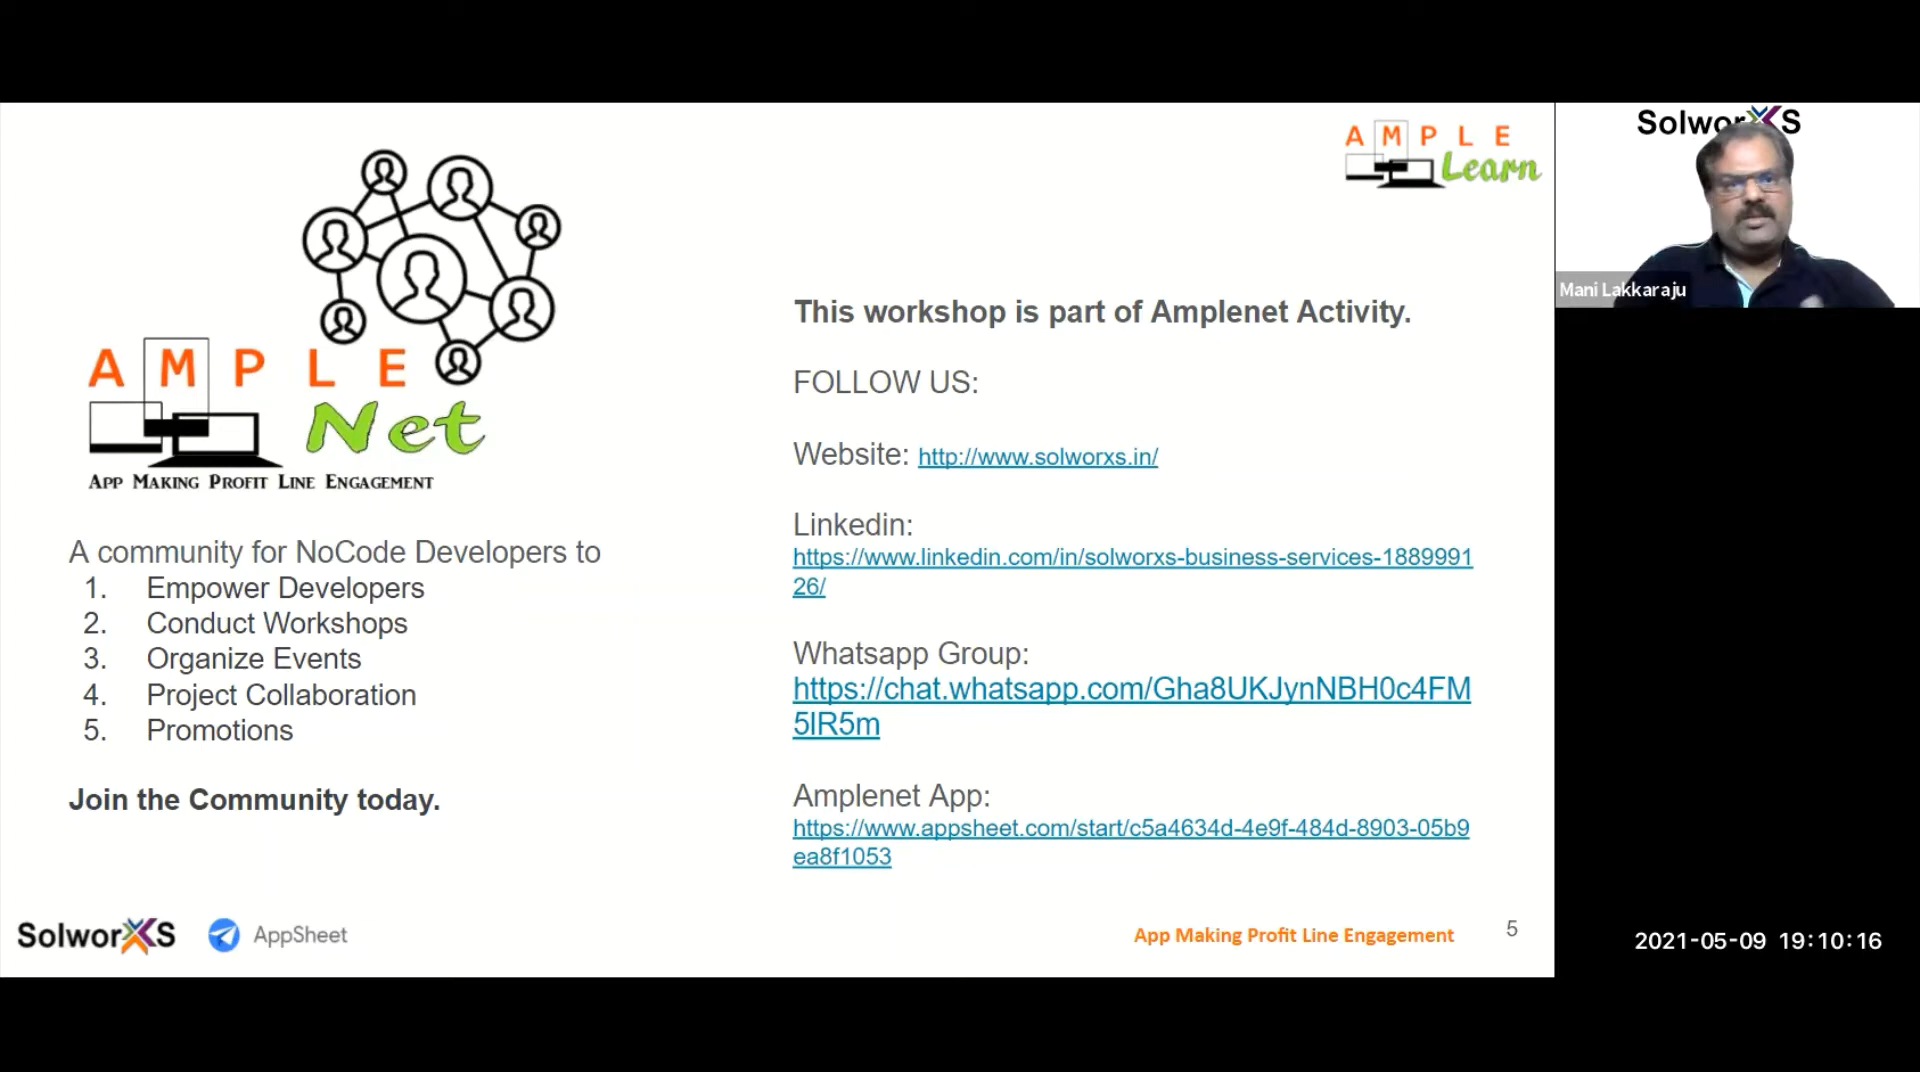 A M P L E
Net
App Making Profit Line Engagement
A community for NoCode Developers to
1. Empower Developers
2. Conduct Workshops
3. Organize Events
4. Project Collaboration
5. Promotions
Join the Community today.
A M P L E
Learn
This workshop is part of Amplenet Activity.
FOLLOW US:
Website: http://www.solworxs.in/
Linkedin:
https://www.linkedin.com/in/solworxs-business-services-1889991
26/
Whatsapp Group:
https://chat.whatsapp.com/Gha8UKJynNBH0c4FM
5lR5m
Amplenet App:
https://www.appsheet.com/start/c5a4634d-4e9f-484d-8903-05b9
ea8f1053
SolworXS
AppSheet
App Making Profit Line Engagement
5
SolworXS
Mani Lakkaraju
2021-05-09 19:10:16